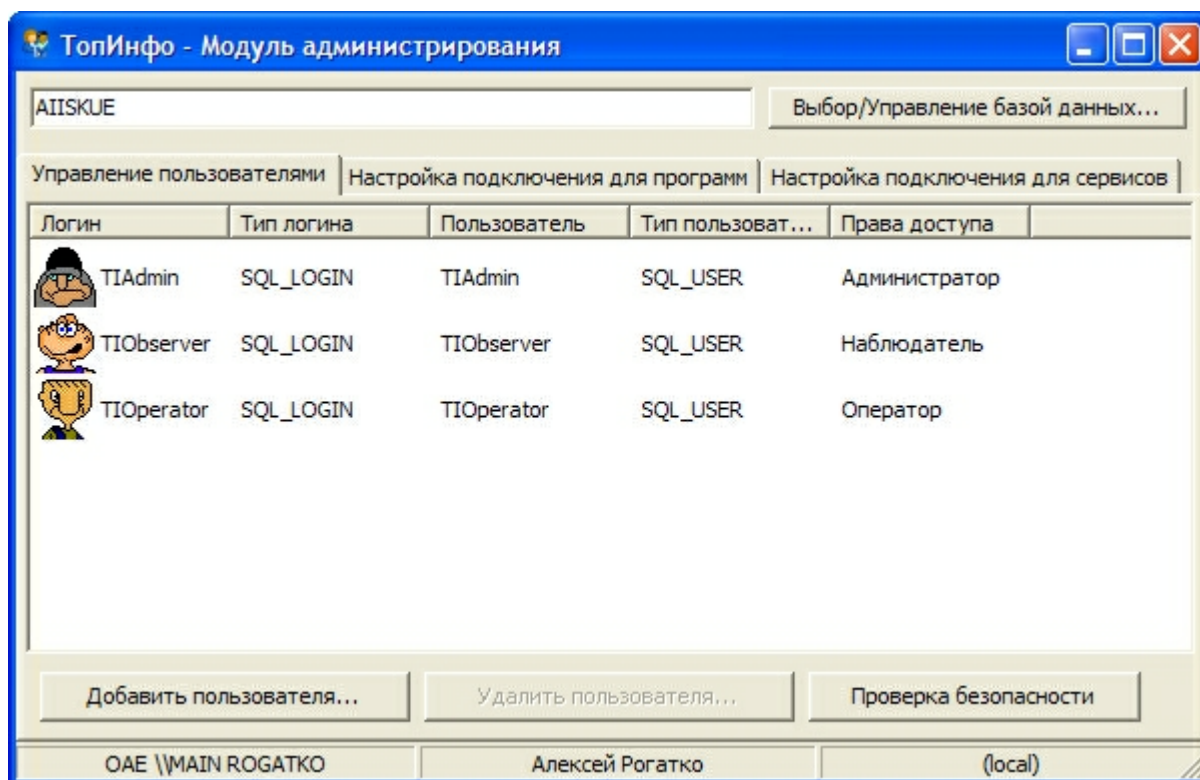 ТопИнфо - Модуль администрирования
AIISKUE Выбор/Управление базой данных...
Управление пользователями Настройка подключения для программ Настройка подключения для сервисов
Логин Тип логина Пользователь Тип пользоват... Права доступа
TIAdmin SQL_LOGIN TIAdmin SQL_USER Администратор
TIObserver SQL_LOGIN TIObserver SQL_USER Наблюдатель
TIOperator SQL_LOGIN TIOperator SQL_USER Оператор
Добавить пользователя... Удалить пользователя... Проверка безопасности
OAE \\MAIN ROGATKO Алексей Рогатко (local)